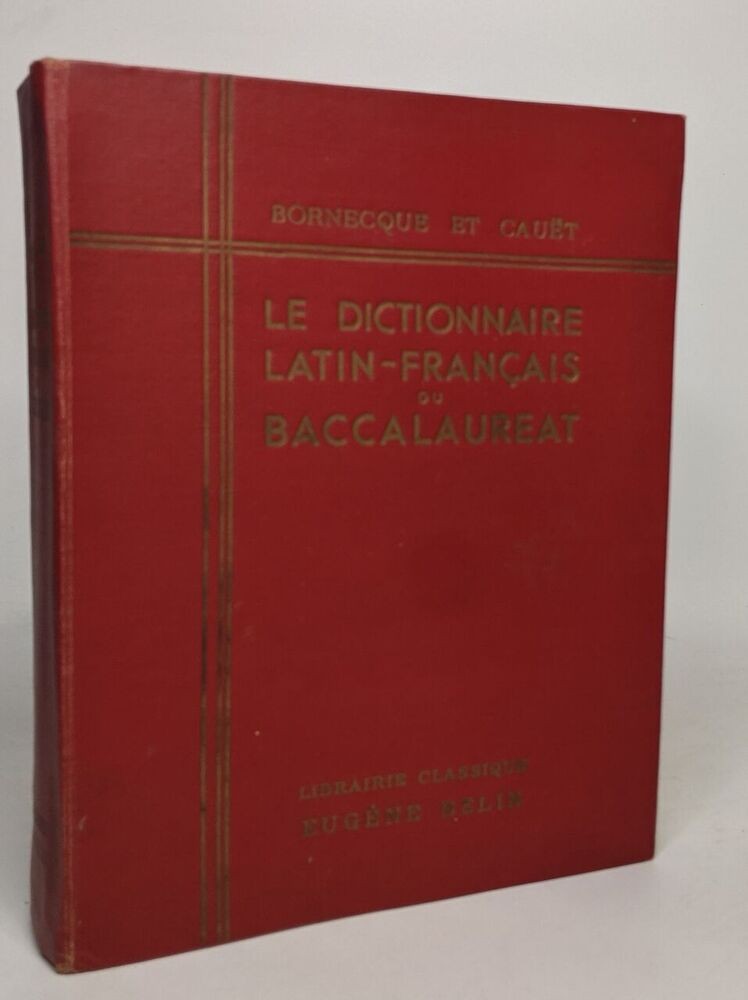 BORNECQUE ET CAUËT
LE DICTIONNAIRE
LATIN-FRANÇAIS
DU
BACCALAUREAT
LIBRAIRIE CLASSIQUE
EUGÈNE BELIN